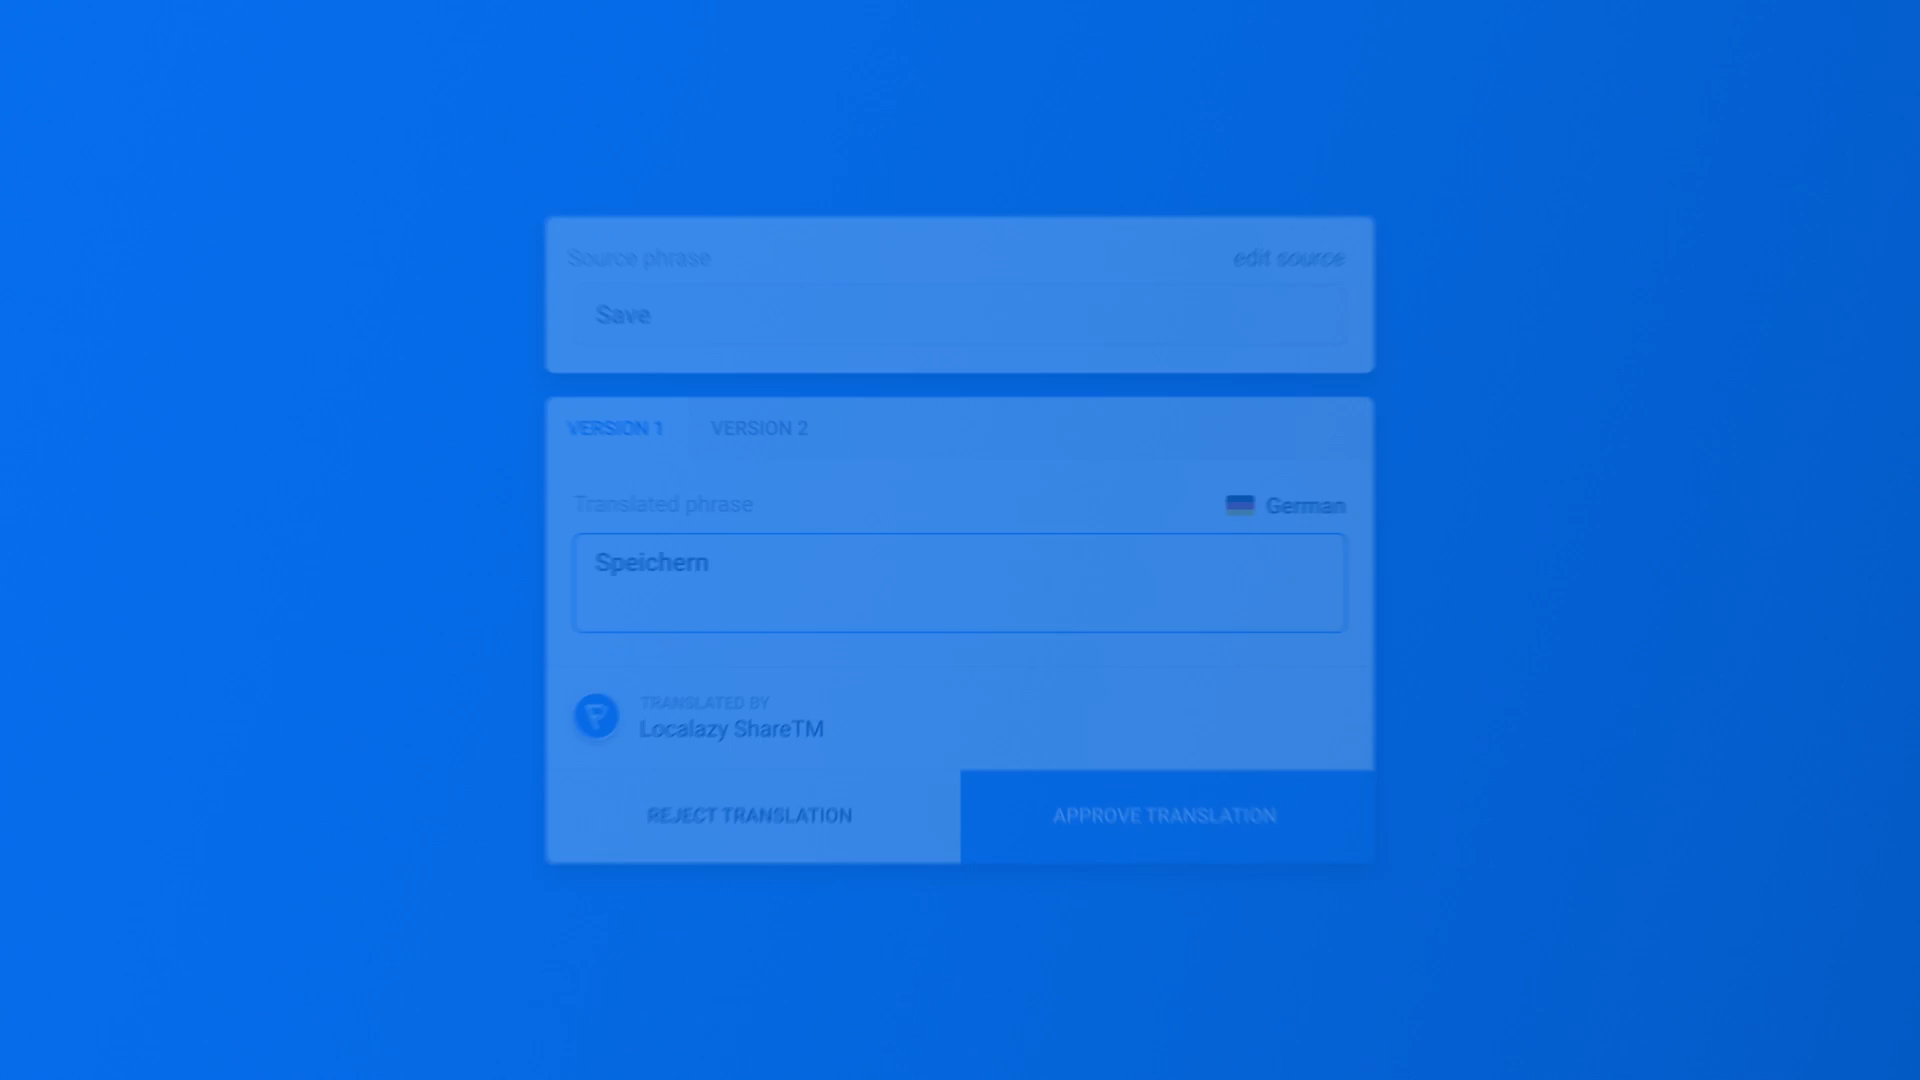 Source phrase
edit source
Save
VERSION 1
VERSION 2
Translated phrase
German
Speichern
TRANSLATED BY
Localazy ShareTM
REJECT TRANSLATION
APPROVE TRANSLATION